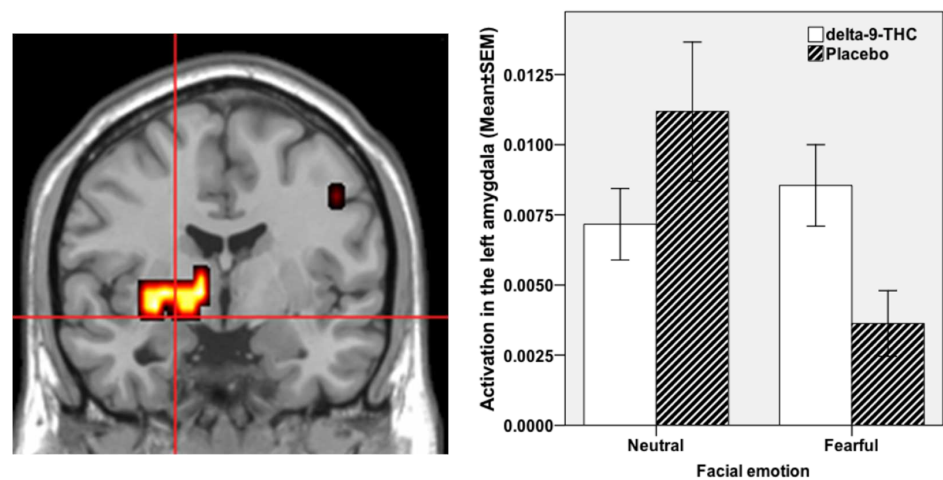 Activation in the left amygdala (Mean±SEM)
delta-9-THC
Placebo
0.0125
0.0100
0.0075
0.0050
0.0025
0.0000
Neutral
Fearful
Facial emotion